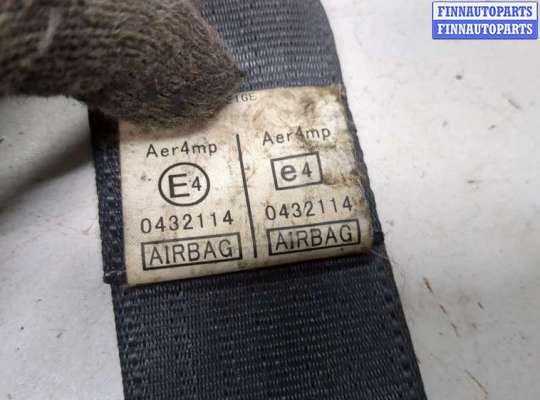 FINNAUTOPARTS
FINNAUTOPARTS
Aer4mp Aer4mp
E4 e4
0432114 0432114
AIRBAG AIRBAG